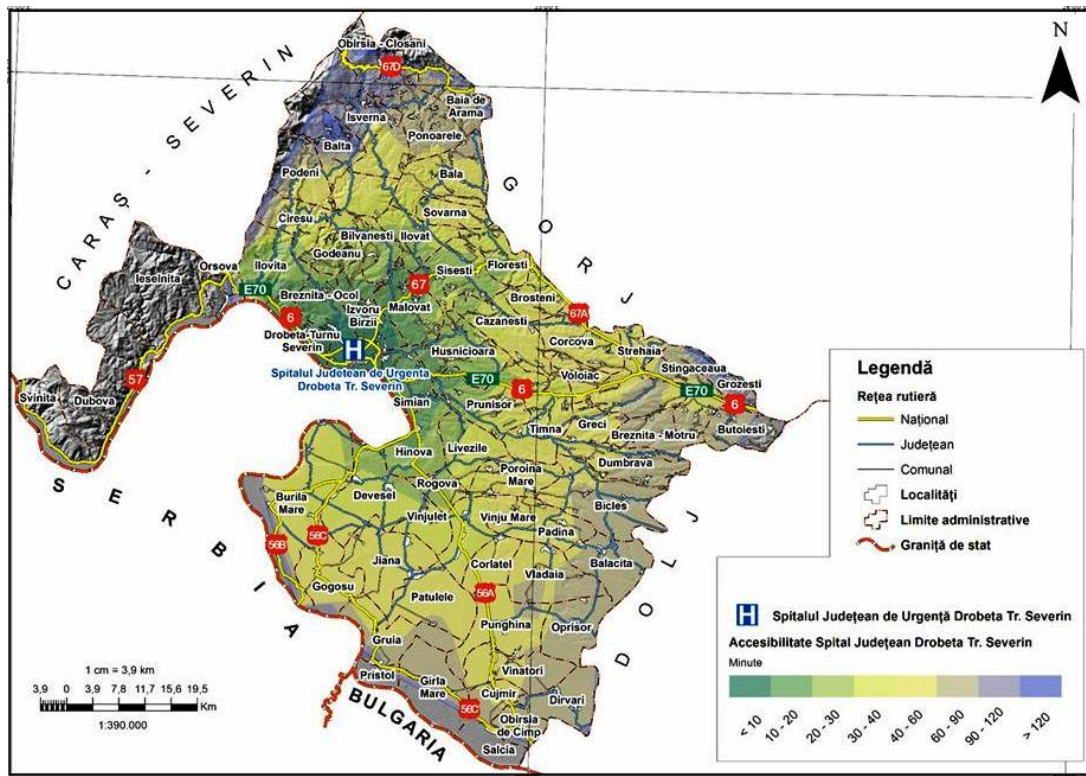 N
CARAȘ - SEVERIN
GORJ
DOLJ
SERBIA
BULGARIA
Obirsia - Closani
67D
Baia de
Arama
Isverna
Ponoarele
Balta
Podeni
Bala
Sovarna
Ciresu
Bilvanesti
Ilovat
Godeanu
Sisesti
Floresti
Orsova
Ilovita
Ieselnita
E70
Breznita - Ocol
67
Brosteni
6
Izvoru
Birzii
Malovat
67A
Cazanesti
Drobeta-Turnu
Severin
Corcova
H
Husnicioara
Strehaia
Spitalul Judetean de Urgenta
Drobeta Tr. Severin
Stingaceaua
57
E70
Voloiac
E70
Grozesti
Svinita
Dubova
Simian
Prunisor
6
6
Butoiesti
Timna
Greci
Breznita - Motru
Hinova
Livezile
Dumbrava
Poroina
Mare
Rogova
Burila
Mare
Devesel
Bicles
Vinjulet
Vinju Mare
Padina
56B
56C
Jiana
Corlatel
Balacita
Vladaia
Gogosu
Patulele
56A
Punghina
Oprisor
Gruia
Pristol
Vinatori
Girla
Mare
Cujmir
Dirvari
56C
Obirsia
de Cimp
Salcia
1 cm = 3,9 km
3,9 0 3,9 7,8 11,7 15,6 19,5
Km
1:390.000
Legendă
Rețea rutieră
Național
Județean
Comunal
Localități
Limite administrative
Graniță de stat
H Spitalul Județean de Urgență Drobeta Tr. Severin
Accesibilitate Spital Județean Drobeta Tr. Severin
Minute
< 10
10 - 20
20 - 30
30 - 40
40 - 60
60 - 90
90 - 120
> 120